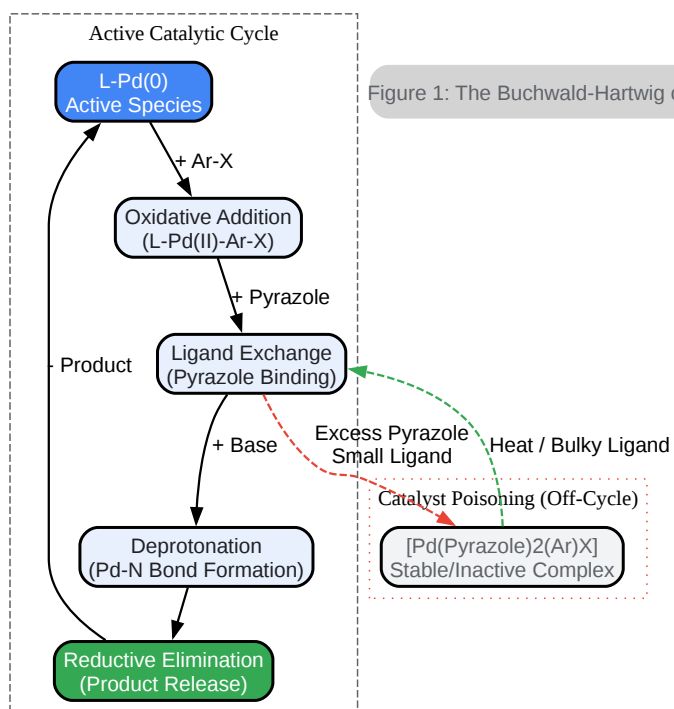 Active Catalytic Cycle
L-Pd(0)
Active Species
Figure 1: The Buchwald-Hartwig
+ Ar-X
Oxidative Addition
(L-Pd(II)-Ar-X)
+ Pyrazole
Ligand Exchange
(Pyrazole Binding)
- Product
+ Base
Excess Pyrazole
Small Ligand
Heat / Bulky Ligand
Catalyst Poisoning (Off-Cycle)
[Pd(Pyrazole)2(Ar)X]
Stable/Inactive Complex
Deprotonation
(Pd-N Bond Formation)
Reductive Elimination
(Product Release)